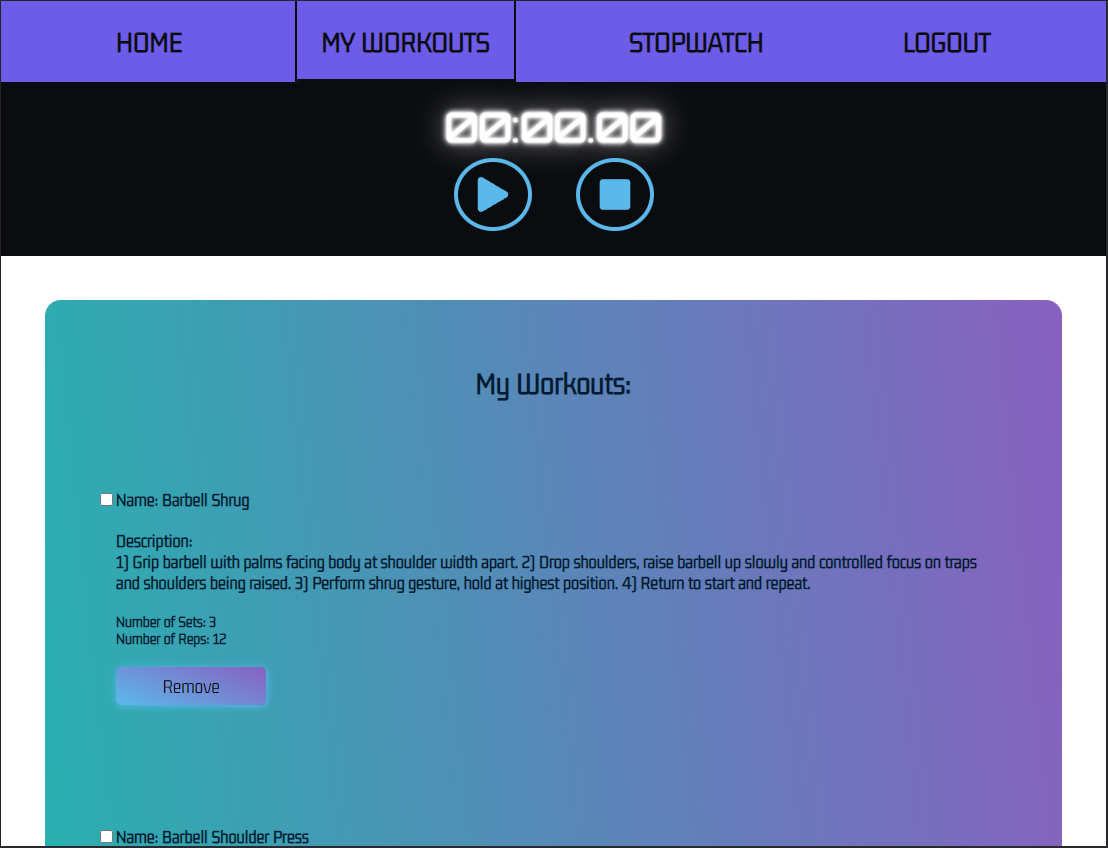 HOME MY WORKOUTS STOPWATCH LOGOUT
00:00.00
My Workouts:
Name: Barbell Shrug
Description:
1) Grip barbell with palms facing body at shoulder width apart. 2) Drop shoulders, raise barbell up slowly and controlled focus on traps
and shoulders being raised. 3) Perform shrug gesture, hold at highest position. 4) Return to start and repeat.
Number of Sets: 3
Number of Reps: 12
Remove
Name: Barbell Shoulder Press